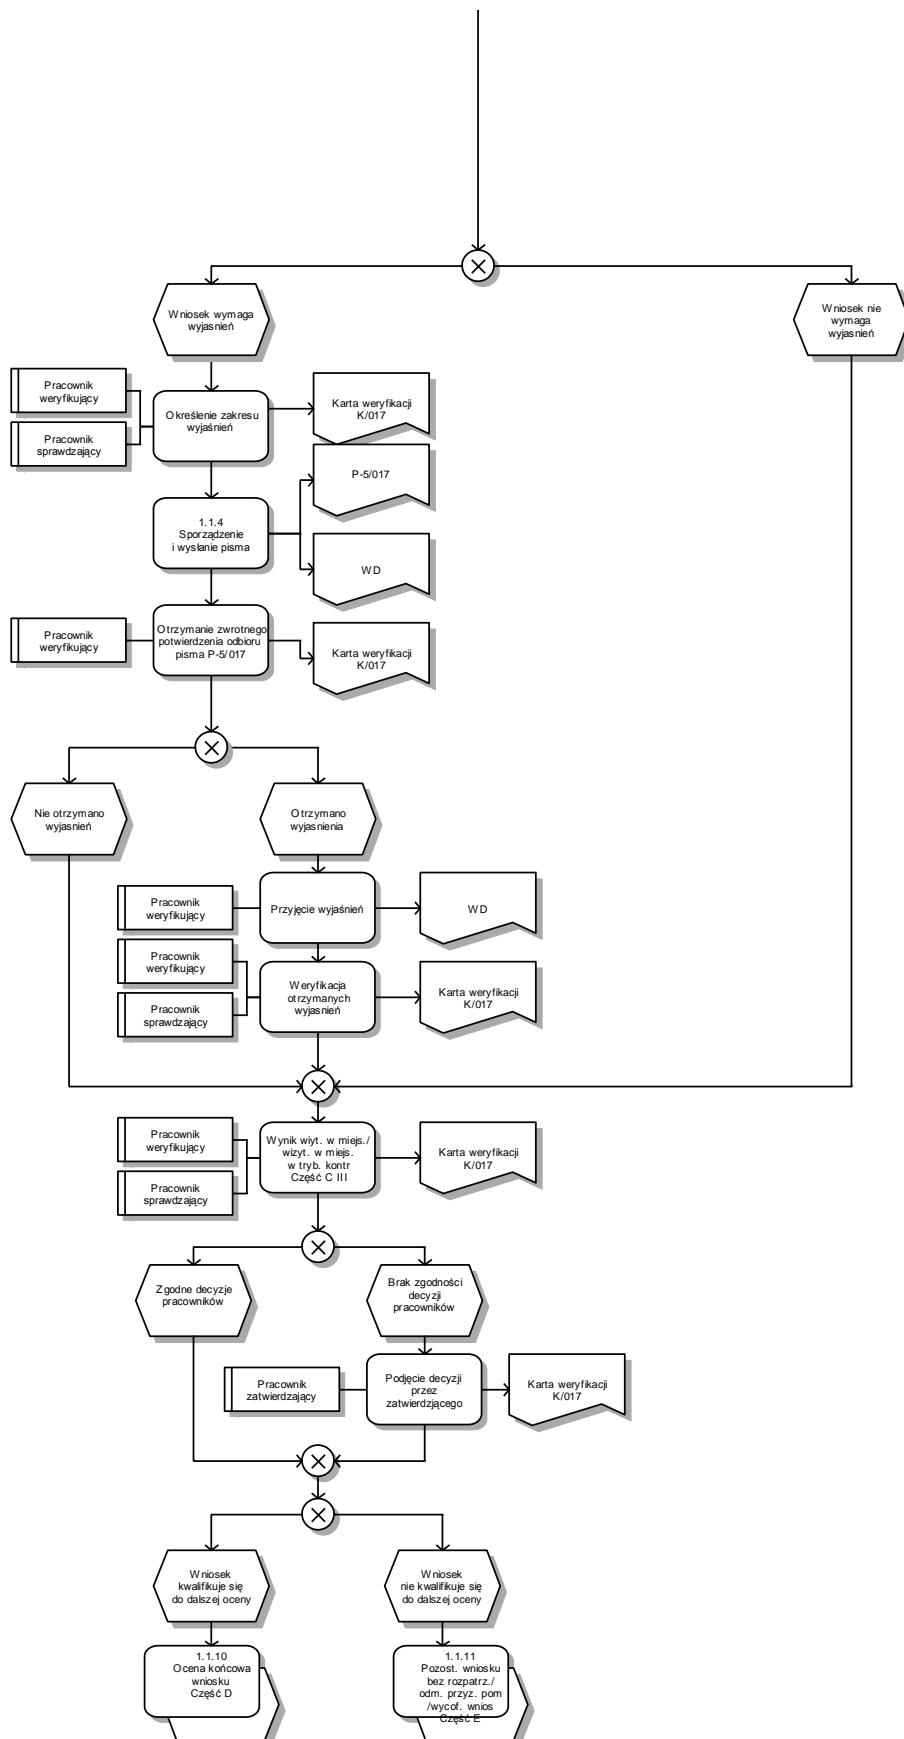 Wniosek wymaga
wyjasnień
Wniosek nie
wymaga
wyjasnień
Pracownik
weryfikujący
Pracownik
sprawdzający
Określenie zakresu
wyjaśnień
Karta weryfikacji
K/017
1.1.4
Sporządzenie
i wysłanie pisma
P-5/017
WD
Pracownik
weryfikujący
Otrzymanie zwrotnego
potwierdzenia odbioru
pisma P-5/017
Karta weryfikacji
K/017
Nie otrzymano
wyjasnień
Otrzymano
wyjasnienia
Pracownik
weryfikujący
Przyjęcie wyjaśnień
WD
Pracownik
weryfikujący
Pracownik
sprawdzający
Weryfikacja
otrzymanych
wyjasnień
Karta weryfikacji
K/017
Pracownik
weryfikujący
Pracownik
sprawdzający
Wynik wiyt. w miejs./
wizyt. w miejs.
w tryb. kontr
Część C III
Karta weryfikacji
K/017
Zgodne decyzje
pracowników
Brak zgodności
decyzji
pracowników
Pracownik
zatwierdzający
Podjęcie decyzji
przez
zatwierdzjącego
Karta weryfikacji
K/017
Wniosek
kwalifikuje się
do dalszej oceny
Wniosek
nie kwalifikuje się
do dalszej oceny
1.1.10
Ocena końcowa
wniosku
Część D
1.1.11
Pozost. wniosku
bez rozpatrz./
odm. przyz. pom
/wycof. wnios
Część E